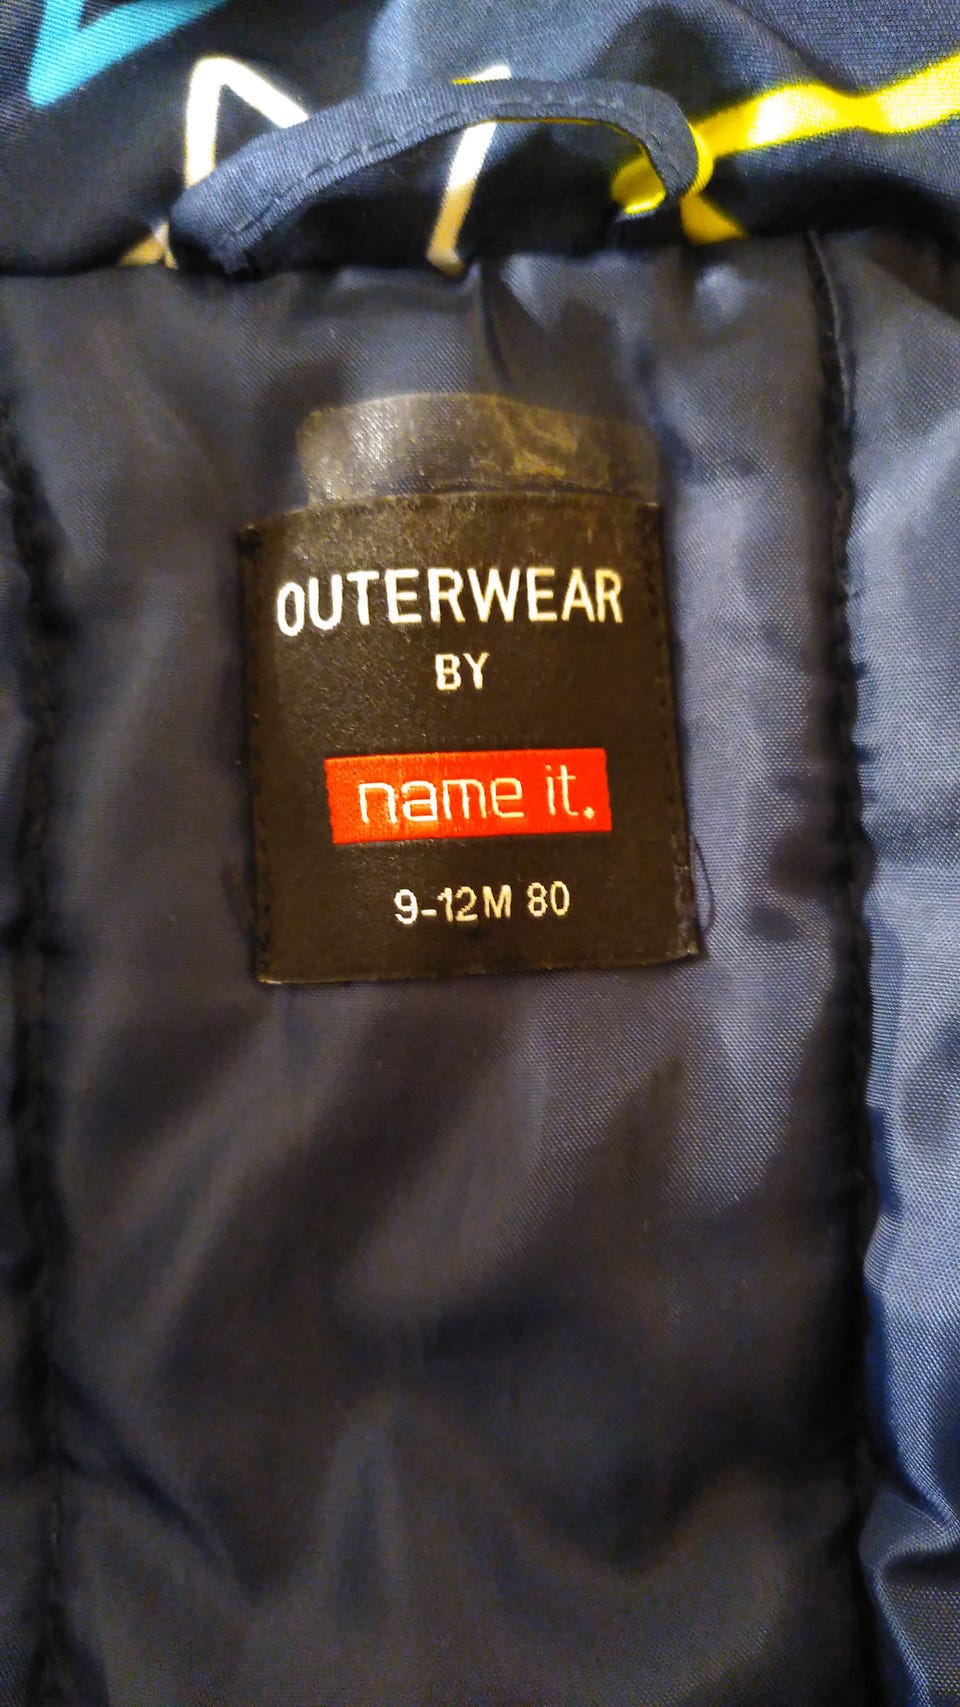 OUTERWEAR
BY
name it.
9-12M 80